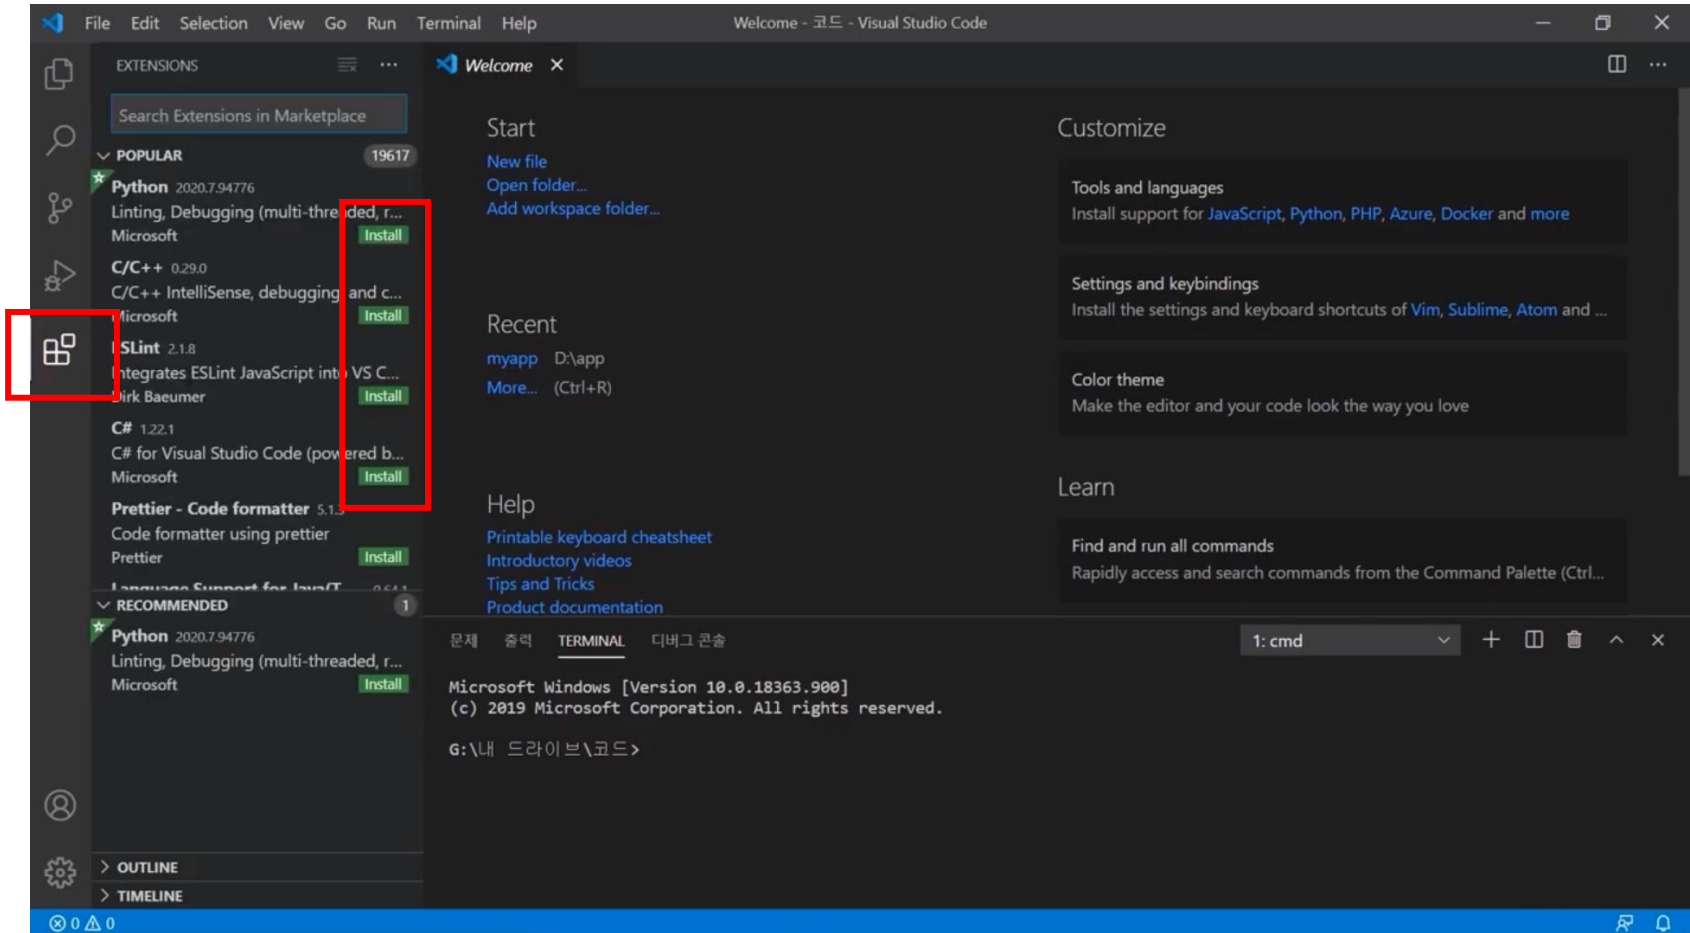 File Edit Selection View Go Run Terminal Help
Welcome - 코드 - Visual Studio Code
EXTENSIONS
Search Extensions in Marketplace
POPULAR 19617
Python 2020.7.94776
Linting, Debugging (multi-threaded, r...
Microsoft Install
C/C++ 0.29.0
C/C++ IntelliSense, debugging, and c...
Microsoft Install
ESLint 2.1.8
Integrates ESLint JavaScript into VS C...
Dirk Baeumer Install
C# 1.22.1
C# for Visual Studio Code (powered b...
Microsoft Install
Prettier - Code formatter 5.1.3
Code formatter using prettier
Prettier Install
Language Support for Java(T... 0.64.1
RECOMMENDED 1
Python 2020.7.94776
Linting, Debugging (multi-threaded, r...
Microsoft Install
OUTLINE
TIMELINE
0 0
Welcome
Start
New file
Open folder...
Add workspace folder...
Recent
myapp D:\app
More... (Ctrl+R)
Help
Printable keyboard cheatsheet
Introductory videos
Tips and Tricks
Product documentation
Customize
Tools and languages
Install support for JavaScript, Python, PHP, Azure, Docker and more
Settings and keybindings
Install the settings and keyboard shortcuts of Vim, Sublime, Atom and ...
Color theme
Make the editor and your code look the way you love
Learn
Find and run all commands
Rapidly access and search commands from the Command Palette (Ctrl...
문제 출력 TERMINAL 디버그 콘솔
1: cmd
Microsoft Windows [Version 10.0.18363.900]
(c) 2019 Microsoft Corporation. All rights reserved.
G:\내 드라이브\코드>